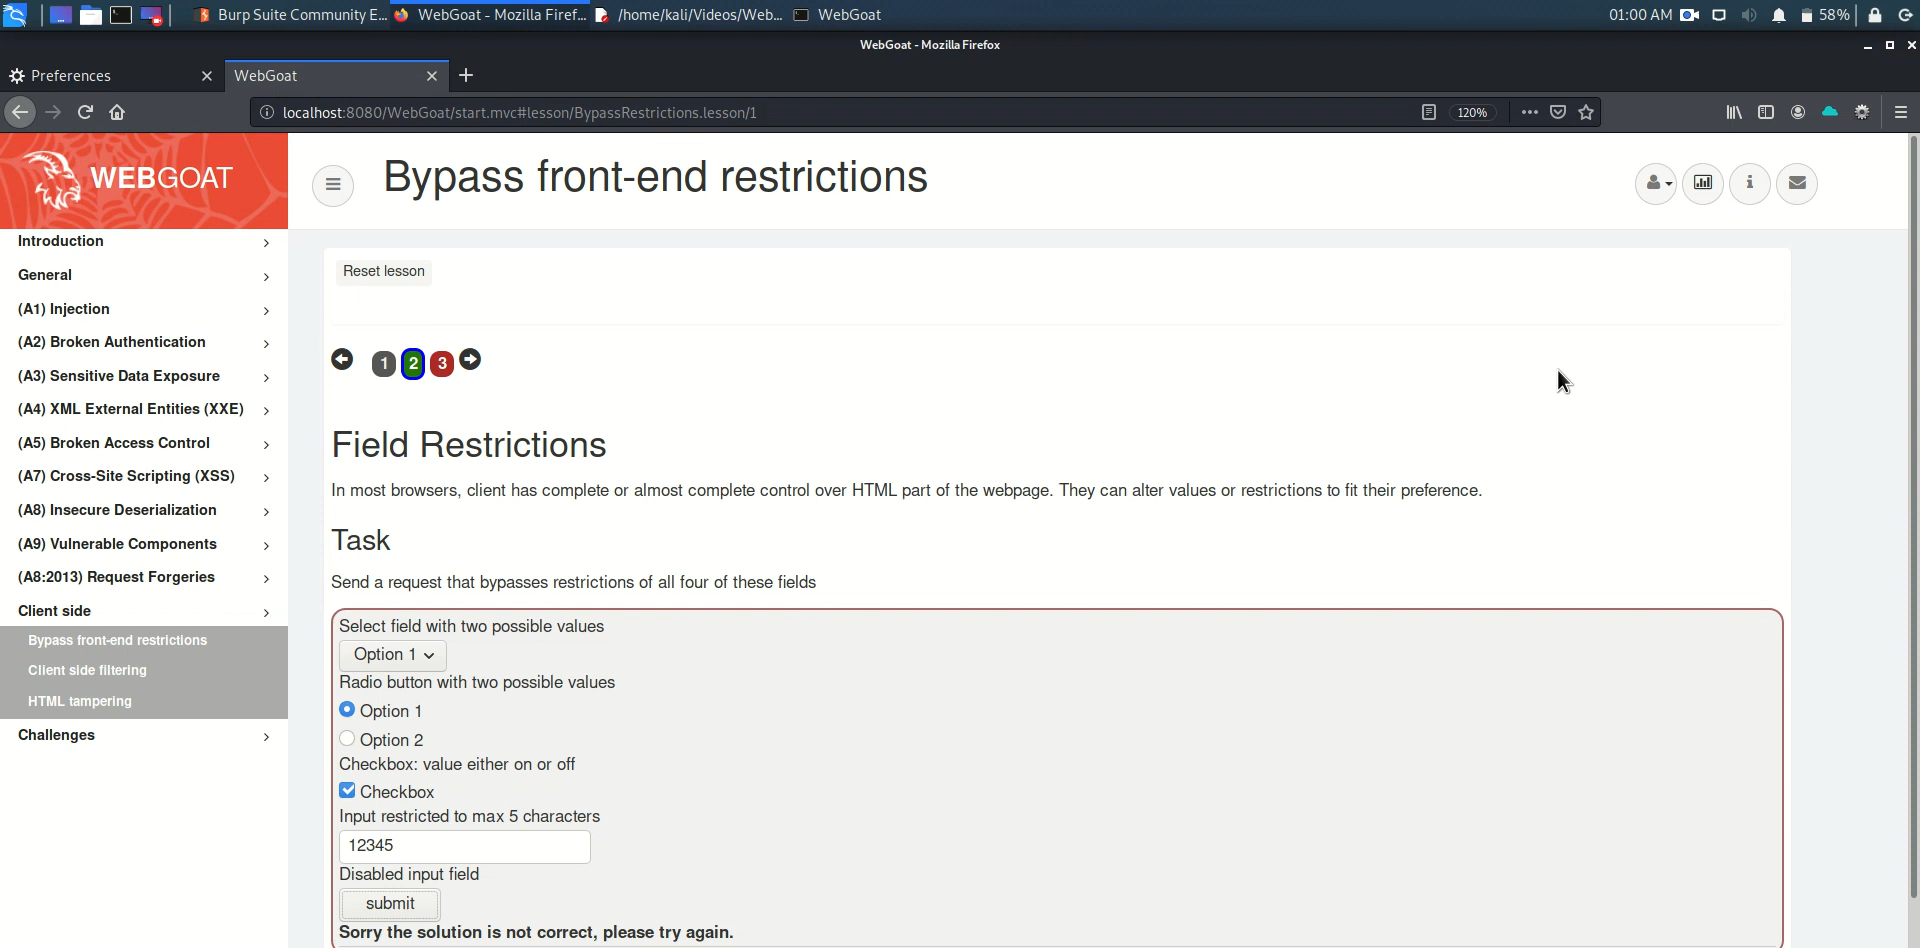 Burp Suite Community E...
WebGoat - Mozilla Firef...
/home/kali/Videos/Web...
WebGoat
01:00 AM
58%
WebGoat - Mozilla Firefox
Preferences
WebGoat
localhost:8080/WebGoat/start.mvc#lesson/BypassRestrictions.lesson/1
120%
WEBGOAT
Bypass front-end restrictions
Introduction
General
(A1) Injection
(A2) Broken Authentication
(A3) Sensitive Data Exposure
(A4) XML External Entities (XXE)
(A5) Broken Access Control
(A7) Cross-Site Scripting (XSS)
(A8) Insecure Deserialization
(A9) Vulnerable Components
(A8:2013) Request Forgeries
Client side
Bypass front-end restrictions
Client side filtering
HTML tampering
Challenges
Reset lesson
1 2 3
Field Restrictions
In most browsers, client has complete or almost complete control over HTML part of the webpage. They can alter values or restrictions to fit their preference.
Task
Send a request that bypasses restrictions of all four of these fields
Select field with two possible values
Option 1
Radio button with two possible values
Option 1
Option 2
Checkbox: value either on or off
Checkbox
Input restricted to max 5 characters
12345
Disabled input field
submit
Sorry the solution is not correct, please try again.